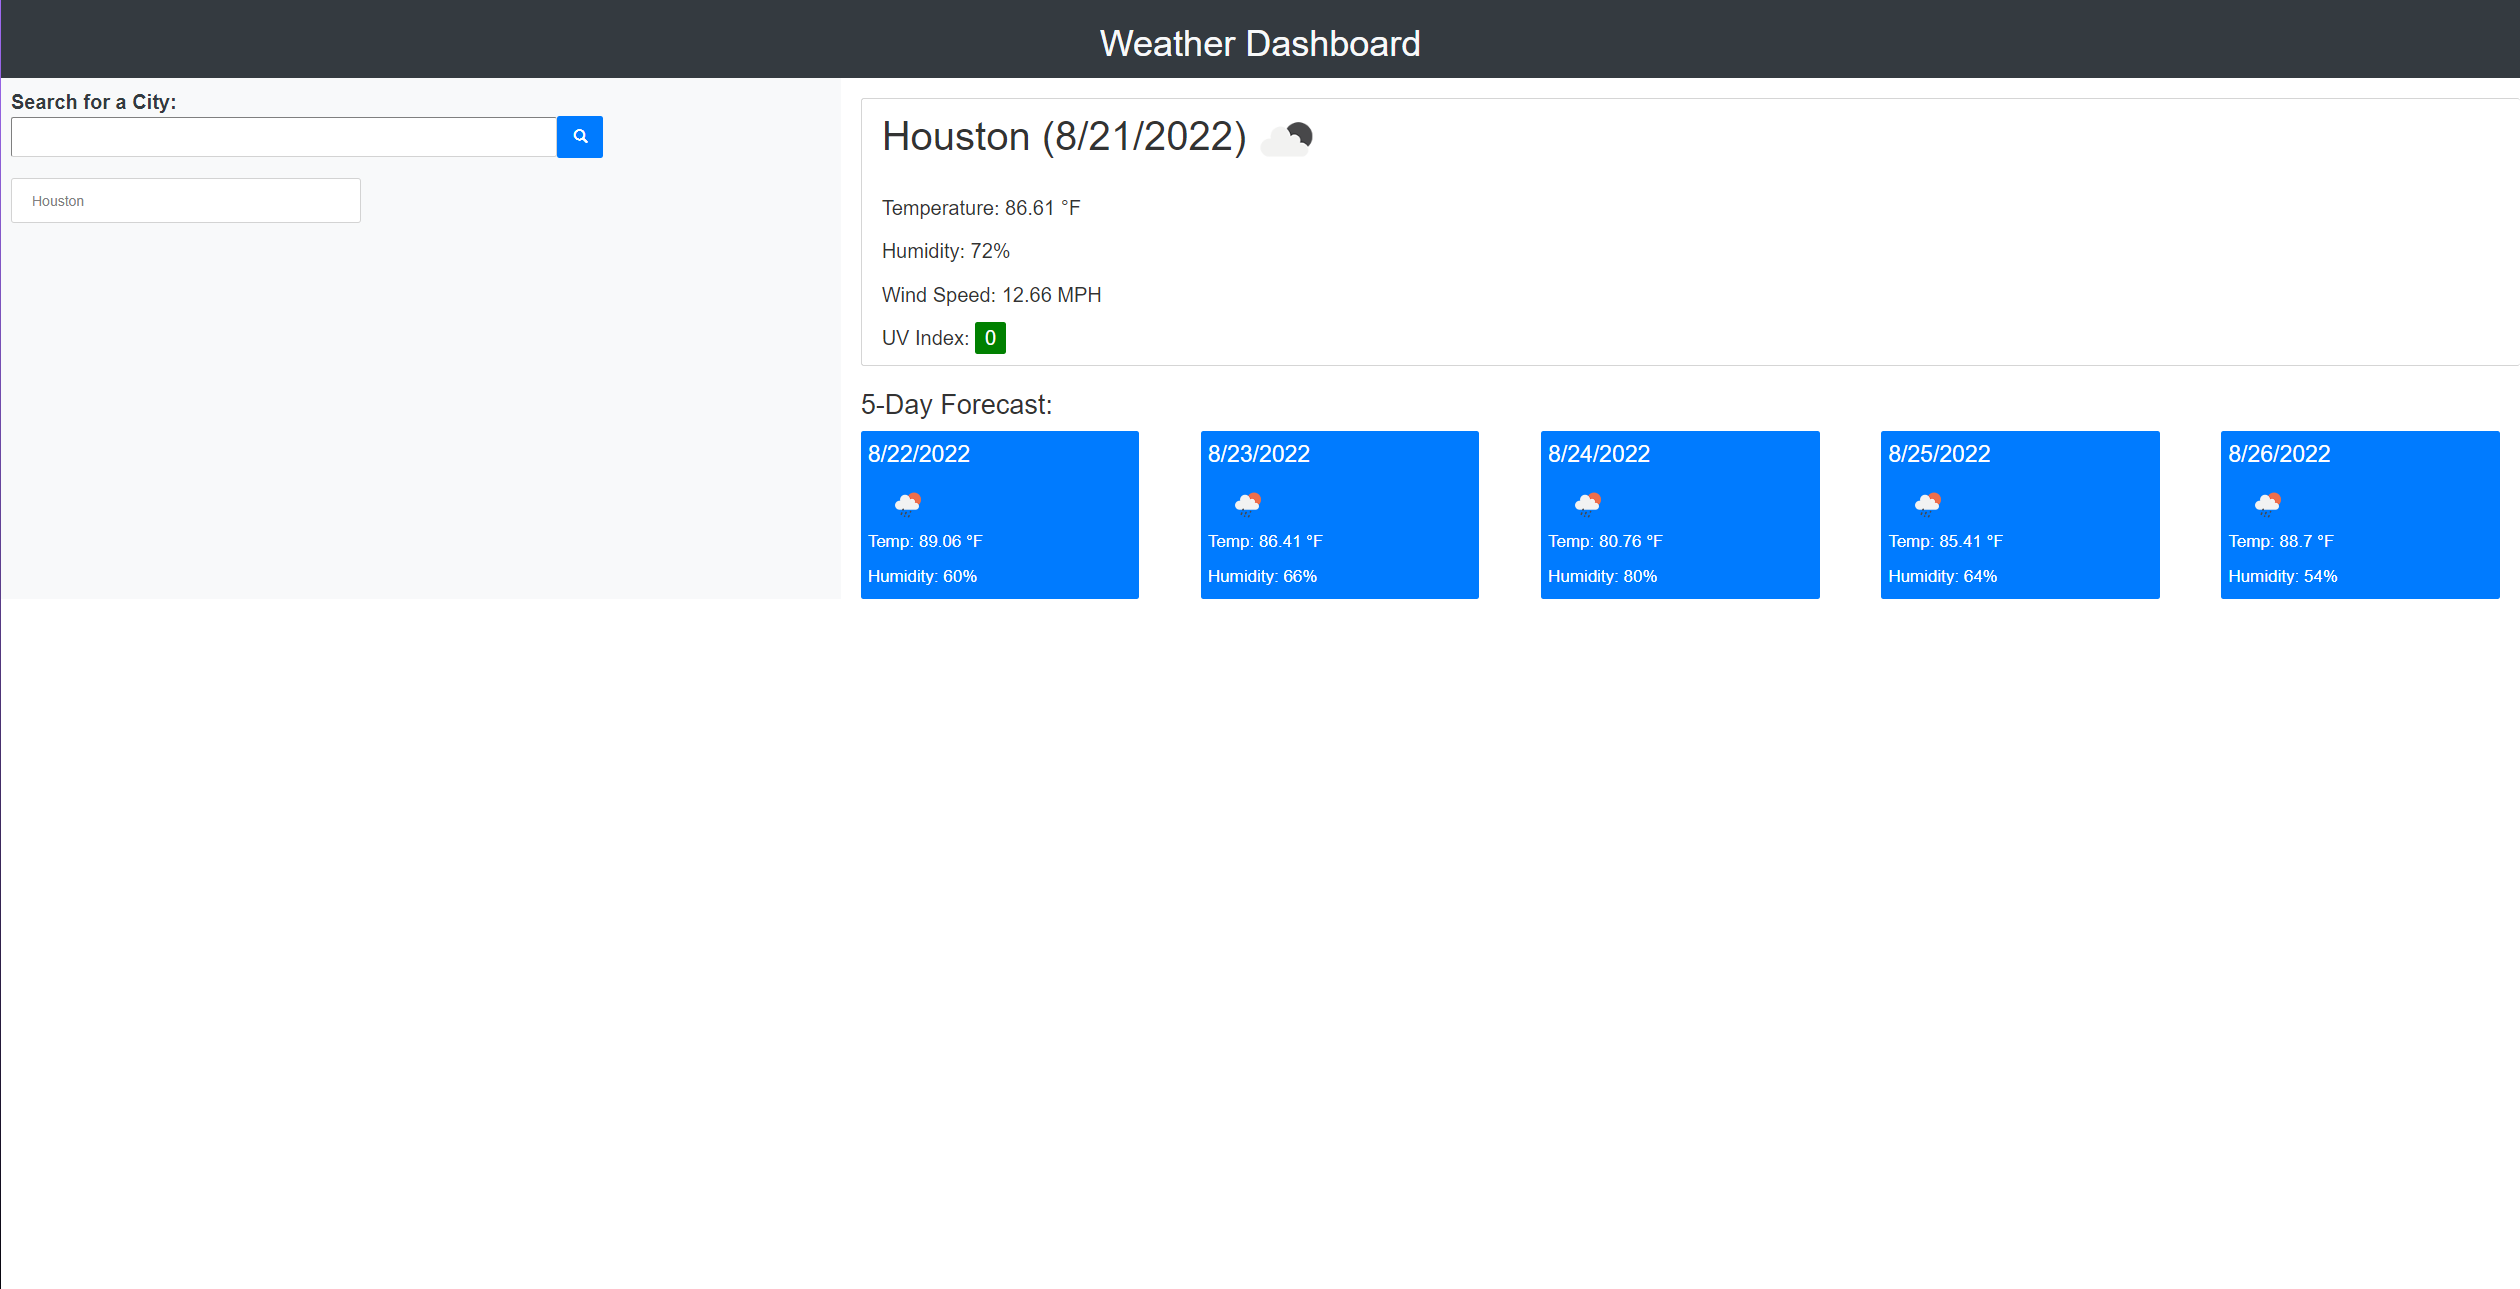 Weather Dashboard
Search for a City:
Houston
Houston (8/21/2022)
Temperature: 86.61 °F
Humidity: 72%
Wind Speed: 12.66 MPH
UV Index: 0
5-Day Forecast:
8/22/2022
Temp: 89.06 °F
Humidity: 60%
8/23/2022
Temp: 86.41 °F
Humidity: 66%
8/24/2022
Temp: 80.76 °F
Humidity: 80%
8/25/2022
Temp: 85.41 °F
Humidity: 64%
8/26/2022
Temp: 88.7 °F
Humidity: 54%